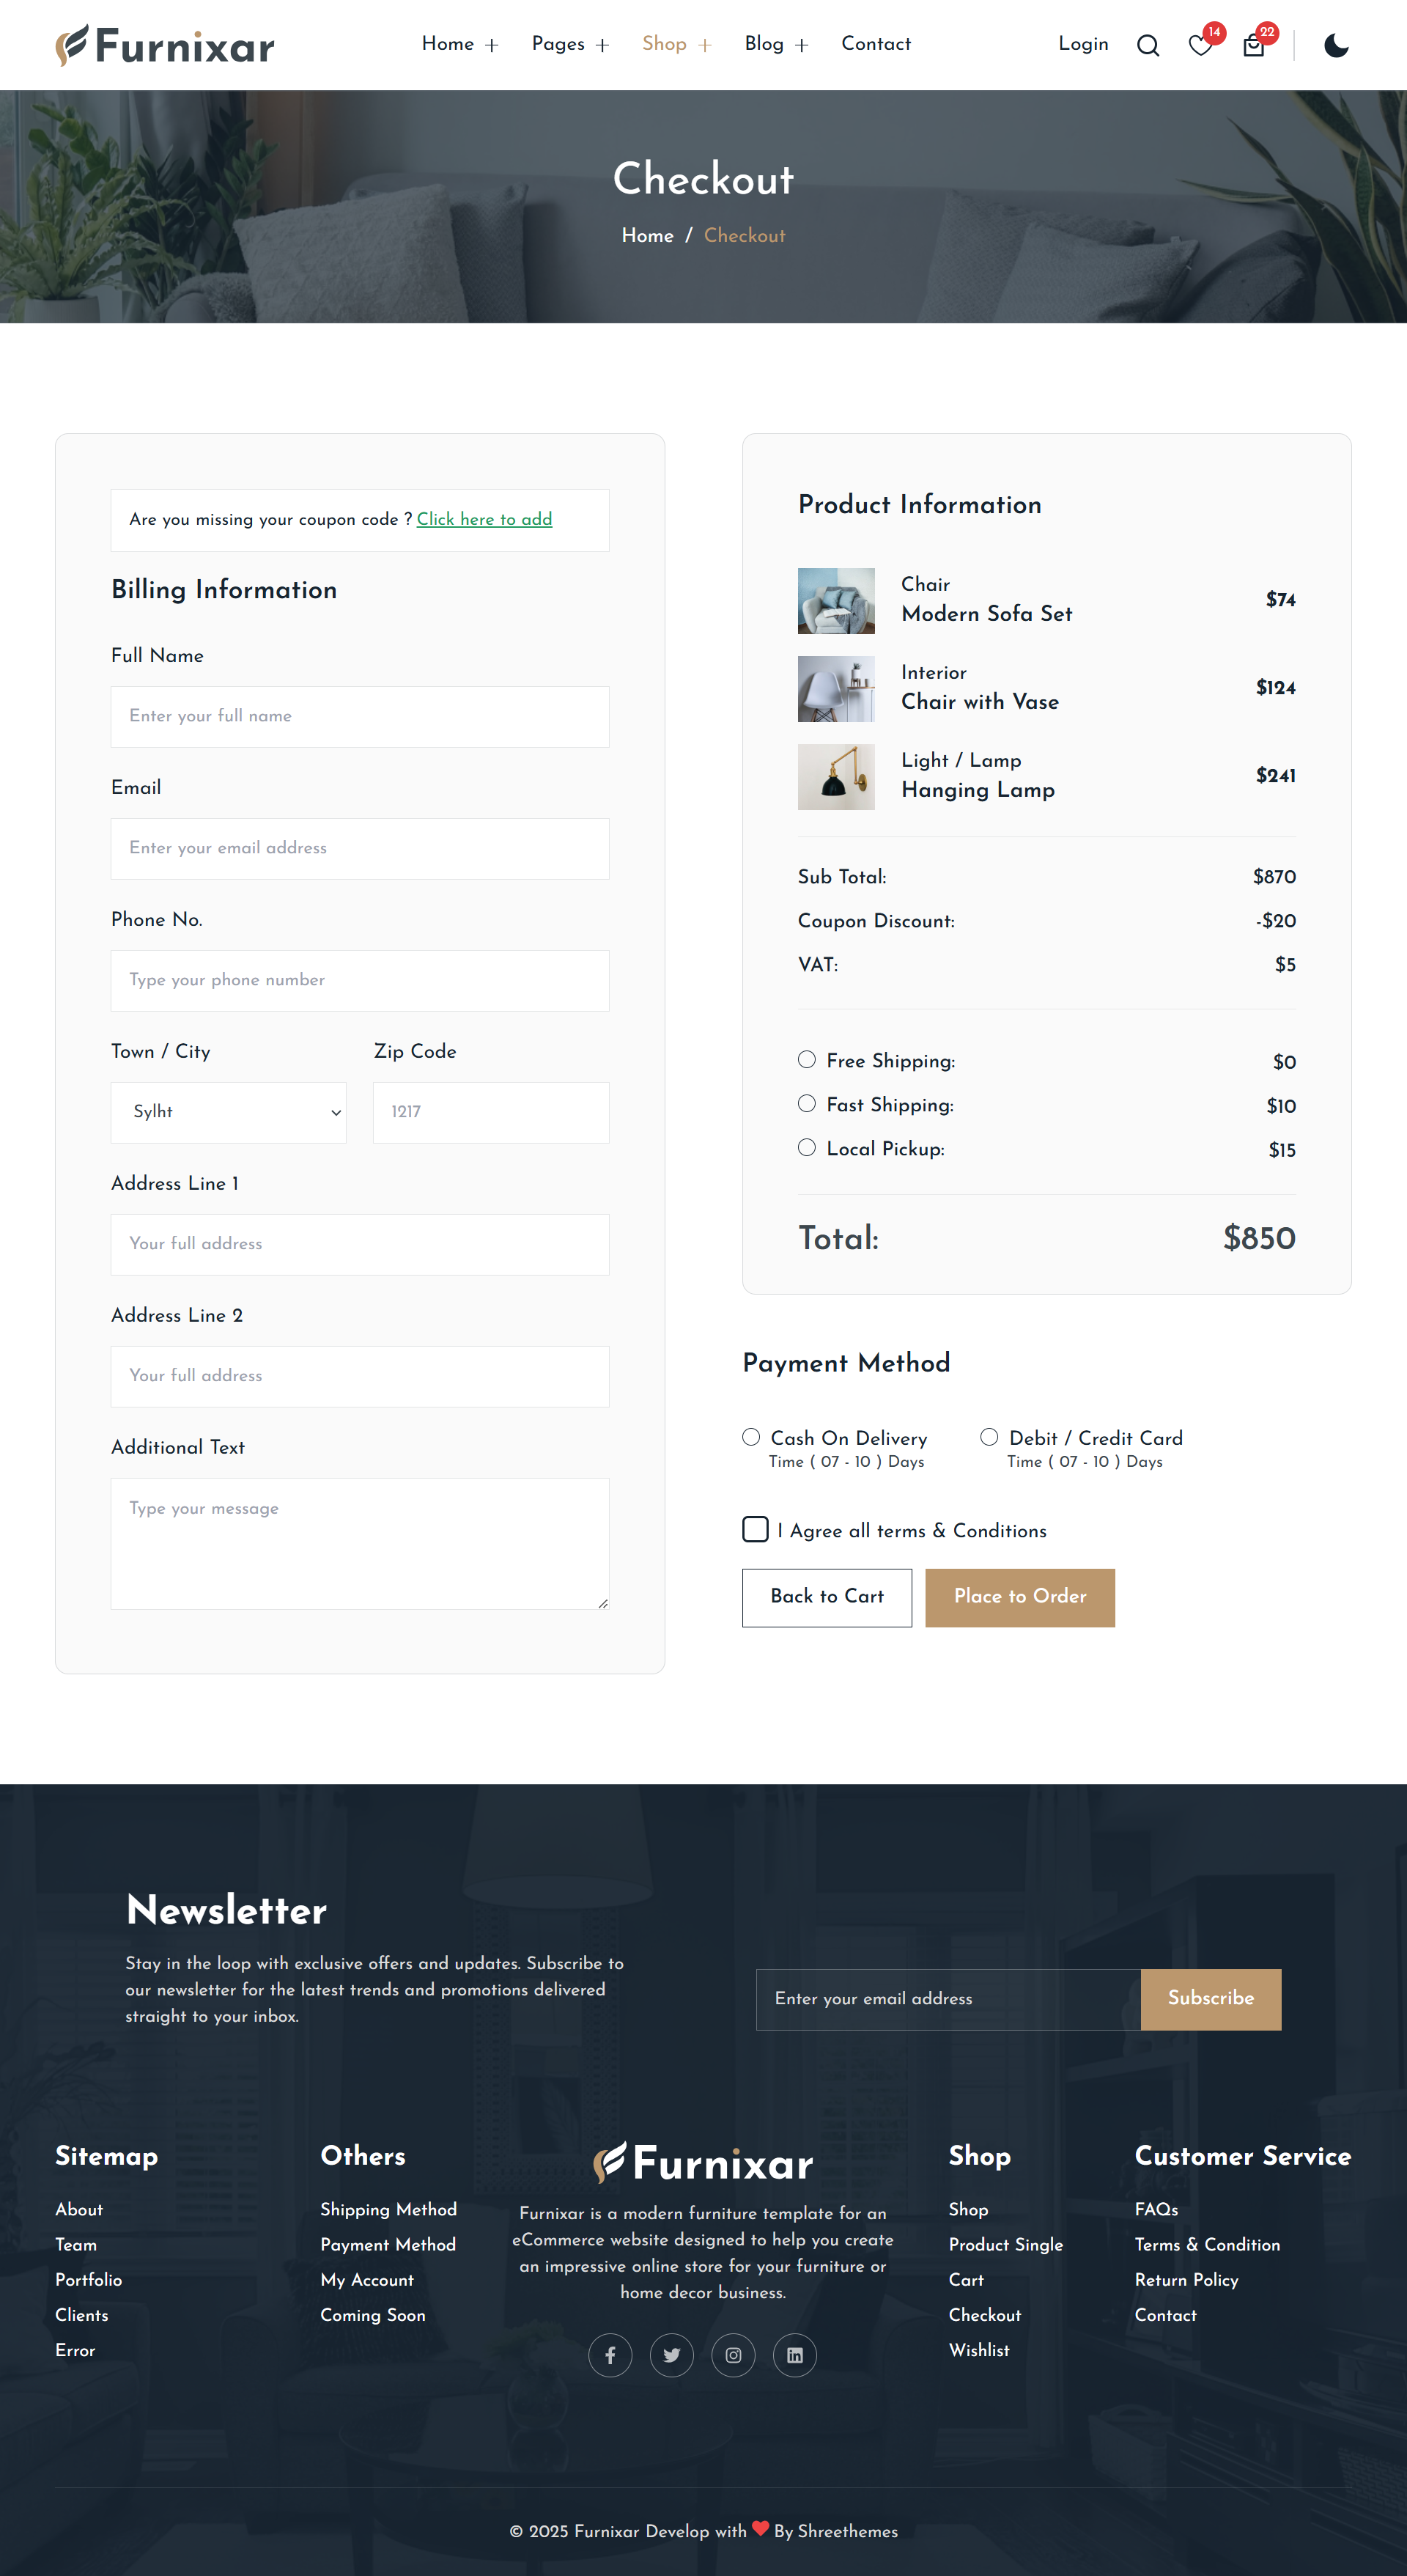 Furnixar
Home + Pages + Shop + Blog + Contact
Login
14
22
Checkout
Home / Checkout
Are you missing your coupon code ? Click here to add
Billing Information
Full Name
Enter your full name
Email
Enter your email address
Phone No.
Type your phone number
Town / City
Zip Code
Sylht
1217
Address Line 1
Your full address
Address Line 2
Your full address
Additional Text
Type your message
Product Information
Chair
Modern Sofa Set
$74
Interior
Chair with Vase
$124
Light / Lamp
Hanging Lamp
$241
Sub Total: $870
Coupon Discount: -$20
VAT: $5
Free Shipping: $0
Fast Shipping: $10
Local Pickup: $15
Total: $850
Payment Method
Cash On Delivery
Time ( 07 - 10 ) Days
Debit / Credit Card
Time ( 07 - 10 ) Days
I Agree all terms & Conditions
Back to Cart
Place to Order
Newsletter
Stay in the loop with exclusive offers and updates. Subscribe to
our newsletter for the latest trends and promotions delivered
straight to your inbox.
Enter your email address
Subscribe
Sitemap
About
Team
Portfolio
Clients
Error
Others
Shipping Method
Payment Method
My Account
Coming Soon
Furnixar
Furnixar is a modern furniture template for an
eCommerce website designed to help you create
an impressive online store for your furniture or
home decor business.
Shop
Shop
Product Single
Cart
Checkout
Wishlist
Customer Service
FAQs
Terms & Condition
Return Policy
Contact
© 2025 Furnixar Develop with ❤ By Shreethemes